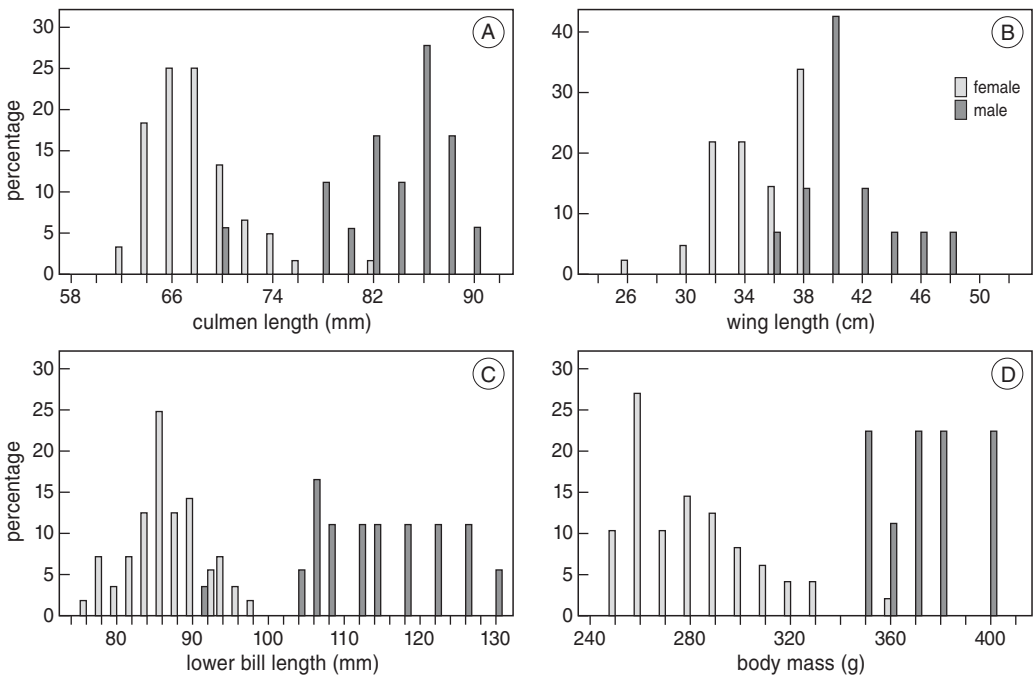 A
percentage
30
25
20
15
10
5
0
58 66 74 82 90
culmen length (mm)
B
40
30
20
10
0
female
male
26 30 34 38 42 46 50
wing length (cm)
C
percentage
30
25
20
15
10
5
0
80 90 100 110 120 130
lower bill length (mm)
D
30
25
20
15
10
5
0
240 280 320 360 400
body mass (g)